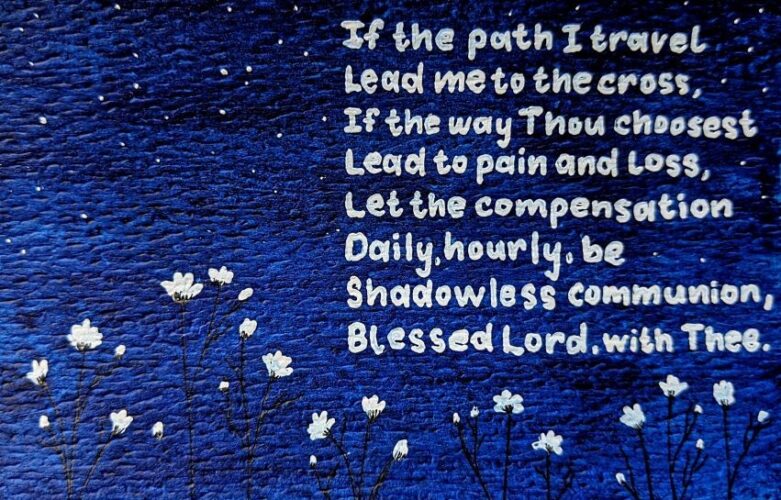 If the path I travel
Lead me to the cross,
If the way Thou choosest
Lead to pain and Loss,
Let the compensation
Daily, hourly, be
Shadowless communion,
Blessed Lord, with Thee.